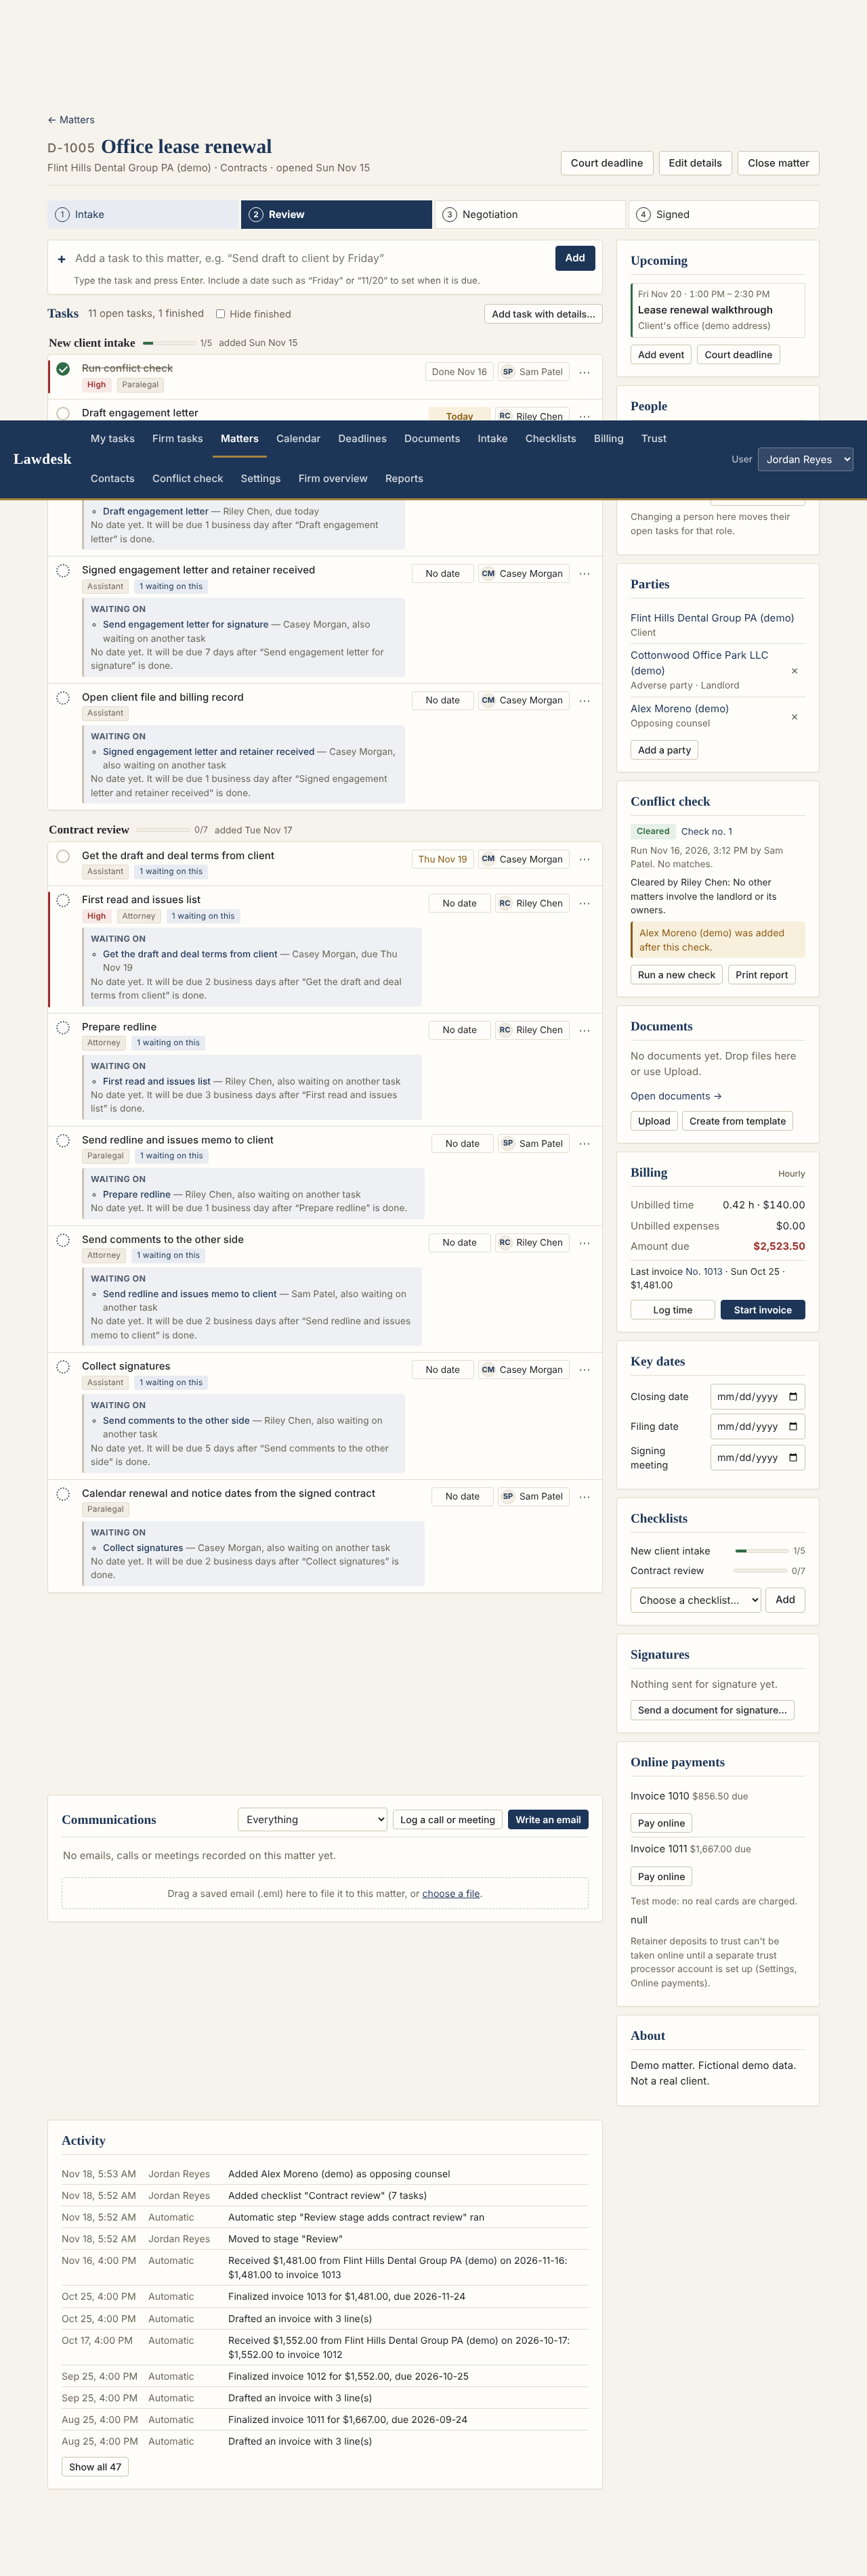 ← Matters
D-1005 Office lease renewal
Flint Hills Dental Group PA (demo) · Contracts · opened Sun Nov 15
Court deadline
Edit details
Close matter
1 Intake
2 Review
3 Negotiation
4 Signed
+ Add a task to this matter, e.g. “Send draft to client by Friday”
Add
Type the task and press Enter. Include a date such as “Friday” or “11/20” to set when it is due.
Tasks 11 open tasks, 1 finished Hide finished
Add task with details…
New client intake 1/5 added Sun Nov 15
Run conflict check
High Paralegal
Done Nov 16 SP Sam Patel ⋯
Draft engagement letter
Today RC Riley Chen
Lawdesk
My tasks Firm tasks Matters Calendar Deadlines Documents Intake Checklists Billing Trust
Contacts Conflict check Settings Firm overview Reports
User Jordan Reyes
Draft engagement letter — Riley Chen, due today
No date yet. It will be due 1 business day after “Draft engagement
letter” is done.
Signed engagement letter and retainer received
Assistant 1 waiting on this
No date CM Casey Morgan ⋯
WAITING ON
Send engagement letter for signature — Casey Morgan, also
waiting on another task
No date yet. It will be due 7 days after “Send engagement letter for
signature” is done.
Open client file and billing record
Assistant
No date CM Casey Morgan ⋯
WAITING ON
Signed engagement letter and retainer received — Casey Morgan,
also waiting on another task
No date yet. It will be due 1 business day after “Signed engagement
letter and retainer received” is done.
Contract review 0/7 added Tue Nov 17
Get the draft and deal terms from client
Assistant 1 waiting on this
Thu Nov 19 CM Casey Morgan ⋯
First read and issues list
High Attorney 1 waiting on this
No date RC Riley Chen ⋯
WAITING ON
Get the draft and deal terms from client — Casey Morgan, due Thu
Nov 19
No date yet. It will be due 2 business days after “Get the draft and deal
terms from client” is done.
Prepare redline
Attorney 1 waiting on this
No date RC Riley Chen ⋯
WAITING ON
First read and issues list — Riley Chen, also waiting on another task
No date yet. It will be due 3 business days after “First read and issues
list” is done.
Send redline and issues memo to client
Paralegal 1 waiting on this
No date SP Sam Patel ⋯
WAITING ON
Prepare redline — Riley Chen, also waiting on another task
No date yet. It will be due 1 business day after “Prepare redline” is done.
Send comments to the other side
Attorney 1 waiting on this
No date RC Riley Chen ⋯
WAITING ON
Send redline and issues memo to client — Sam Patel, also waiting on
another task
No date yet. It will be due 2 business days after “Send redline and issues
memo to client” is done.
Collect signatures
Assistant 1 waiting on this
No date CM Casey Morgan ⋯
WAITING ON
Send comments to the other side — Riley Chen, also waiting on
another task
No date yet. It will be due 5 days after “Send comments to the other
side” is done.
Calendar renewal and notice dates from the signed contract
Paralegal
No date SP Sam Patel ⋯
WAITING ON
Collect signatures — Casey Morgan, also waiting on another task
No date yet. It will be due 2 business days after “Collect signatures” is
done.
Communications
Everything
Log a call or meeting
Write an email
No emails, calls or meetings recorded on this matter yet.
Drag a saved email (.eml) here to file it to this matter, or choose a file.
Activity
Nov 18, 5:53 AM Jordan Reyes Added Alex Moreno (demo) as opposing counsel
Nov 18, 5:52 AM Jordan Reyes Added checklist "Contract review" (7 tasks)
Nov 18, 5:52 AM Automatic Automatic step "Review stage adds contract review" ran
Nov 18, 5:52 AM Jordan Reyes Moved to stage "Review"
Nov 16, 4:00 PM Automatic Received $1,481.00 from Flint Hills Dental Group PA (demo) on 2026-11-16:
$1,481.00 to invoice 1013
Oct 25, 4:00 PM Automatic Finalized invoice 1013 for $1,481.00, due 2026-11-24
Oct 25, 4:00 PM Automatic Drafted an invoice with 3 line(s)
Oct 17, 4:00 PM Automatic Received $1,552.00 from Flint Hills Dental Group PA (demo) on 2026-10-17:
$1,552.00 to invoice 1012
Sep 25, 4:00 PM Automatic Finalized invoice 1012 for $1,552.00, due 2026-10-25
Sep 25, 4:00 PM Automatic Drafted an invoice with 3 line(s)
Aug 25, 4:00 PM Automatic Finalized invoice 1011 for $1,667.00, due 2026-09-24
Aug 25, 4:00 PM Automatic Drafted an invoice with 3 line(s)
Show all 47
Upcoming
Fri Nov 20 · 1:00 PM – 2:30 PM
Lease renewal walkthrough
Client's office (demo address)
Add event
Court deadline
People
Changing a person here moves their
open tasks for that role.
Parties
Flint Hills Dental Group PA (demo)
Client
Cottonwood Office Park LLC
(demo)
Adverse party · Landlord
×
Alex Moreno (demo)
Opposing counsel
×
Add a party
Conflict check
Cleared Check no. 1
Run Nov 16, 2026, 3:12 PM by Sam
Patel. No matches.
Cleared by Riley Chen: No other
matters involve the landlord or its
owners.
Alex Moreno (demo) was added
after this check.
Run a new check
Print report
Documents
No documents yet. Drop files here
or use Upload.
Open documents →
Upload
Create from template
Billing Hourly
Unbilled time 0.42 h · $140.00
Unbilled expenses $0.00
Amount due $2,523.50
Last invoice No. 1013 · Sun Oct 25 ·
$1,481.00
Log time
Start invoice
Key dates
Closing date mm/dd/yyyy
Filing date mm/dd/yyyy
Signing
meeting mm/dd/yyyy
Checklists
New client intake 1/5
Contract review 0/7
Choose a checklist…
Add
Signatures
Nothing sent for signature yet.
Send a document for signature…
Online payments
Invoice 1010 $856.50 due
Pay online
Invoice 1011 $1,667.00 due
Pay online
Test mode: no real cards are charged.
null
Retainer deposits to trust can't be
taken online until a separate trust
processor account is set up (Settings,
Online payments).
About
Demo matter. Fictional demo data.
Not a real client.